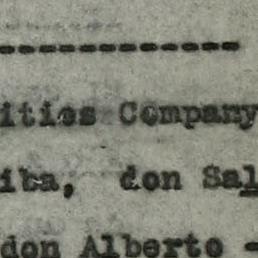 --------------
ities Company
iba, don Sal
don Alberto -